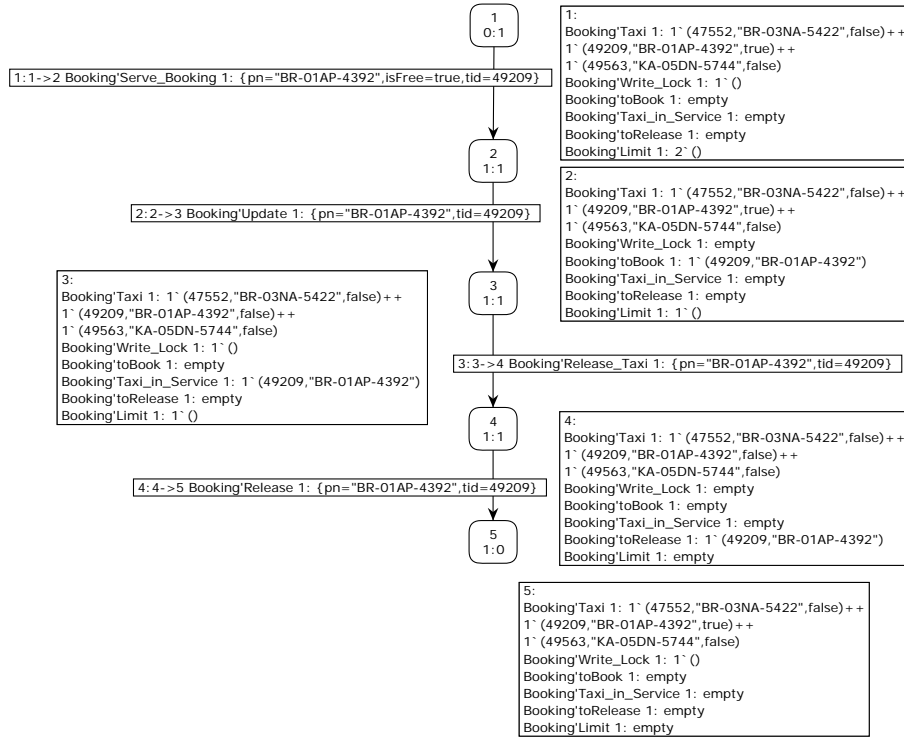 1
0:1
1:
Booking'Taxi 1: 1`(47552,"BR-03NA-5422",false)++
1`(49209,"BR-01AP-4392",true)++
1`(49563,"KA-05DN-5744",false)
Booking'Write_Lock 1: 1`()
Booking'toBook 1: empty
Booking'Taxi_in_Service 1: empty
Booking'toRelease 1: empty
Booking'Limit 1: 2`()
1:1->2 Booking'Serve_Booking 1: {pn="BR-01AP-4392",isFree=true,tid=49209}
2
1:1
2:
Booking'Taxi 1: 1`(47552,"BR-03NA-5422",false)++
1`(49209,"BR-01AP-4392",true)++
1`(49563,"KA-05DN-5744",false)
Booking'Write_Lock 1: empty
Booking'toBook 1: 1`(49209,"BR-01AP-4392")
Booking'Taxi_in_Service 1: empty
Booking'toRelease 1: empty
Booking'Limit 1: 1`()
2:2->3 Booking'Update 1: {pn="BR-01AP-4392",tid=49209}
3
1:1
3:
Booking'Taxi 1: 1`(47552,"BR-03NA-5422",false)++
1`(49209,"BR-01AP-4392",false)++
1`(49563,"KA-05DN-5744",false)
Booking'Write_Lock 1: 1`()
Booking'toBook 1: empty
Booking'Taxi_in_Service 1: 1`(49209,"BR-01AP-4392")
Booking'toRelease 1: empty
Booking'Limit 1: 1`()
3:3->4 Booking'Release_Taxi 1: {pn="BR-01AP-4392",tid=49209}
4
1:1
4:
Booking'Taxi 1: 1`(47552,"BR-03NA-5422",false)++
1`(49209,"BR-01AP-4392",false)++
1`(49563,"KA-05DN-5744",false)
Booking'Write_Lock 1: empty
Booking'toBook 1: empty
Booking'Taxi_in_Service 1: empty
Booking'toRelease 1: 1`(49209,"BR-01AP-4392")
Booking'Limit 1: empty
4:4->5 Booking'Release 1: {pn="BR-01AP-4392",tid=49209}
5
1:0
5:
Booking'Taxi 1: 1`(47552,"BR-03NA-5422",false)++
1`(49209,"BR-01AP-4392",true)++
1`(49563,"KA-05DN-5744",false)
Booking'Write_Lock 1: 1`()
Booking'toBook 1: empty
Booking'Taxi_in_Service 1: empty
Booking'toRelease 1: empty
Booking'Limit 1: empty